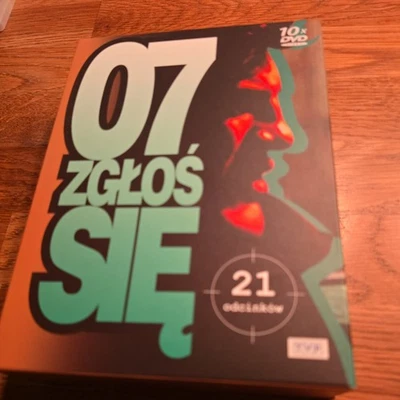 10x
DVD
07
ZGŁOŚ
SIĘ
21
odcinków
TVP